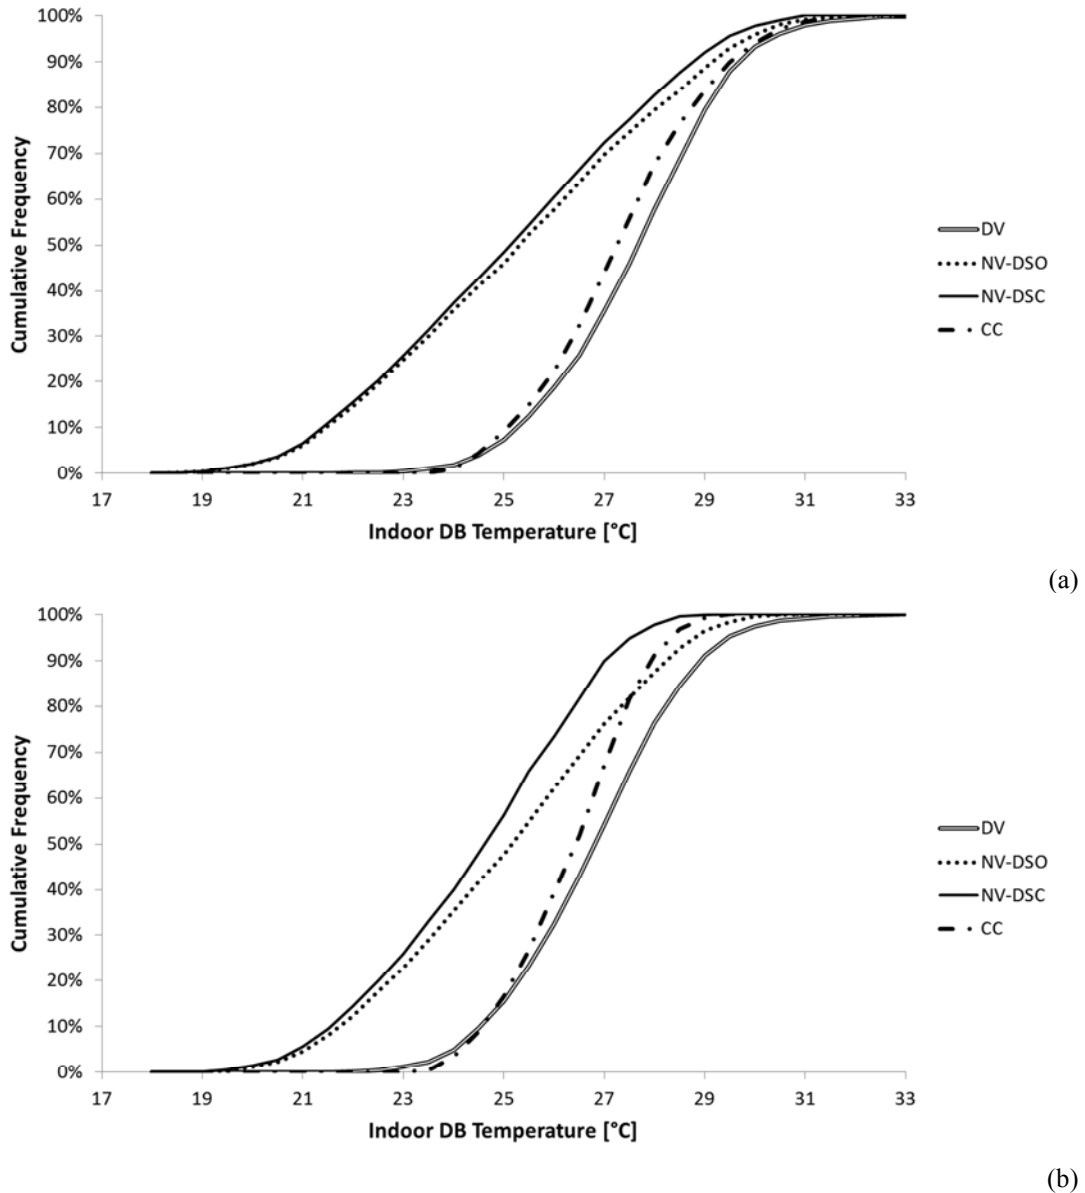 100%
90%
80%
70%
60%
50%
40%
30%
20%
10%
0%
Cumulative Frequency
17 19 21 23 25 27 29 31 33
Indoor DB Temperature [°C]
DV
NV-DSO
NV-DSC
CC
(a)
100%
90%
80%
70%
60%
50%
40%
30%
20%
10%
0%
Cumulative Frequency
17 19 21 23 25 27 29 31 33
Indoor DB Temperature [°C]
DV
NV-DSO
NV-DSC
CC
(b)